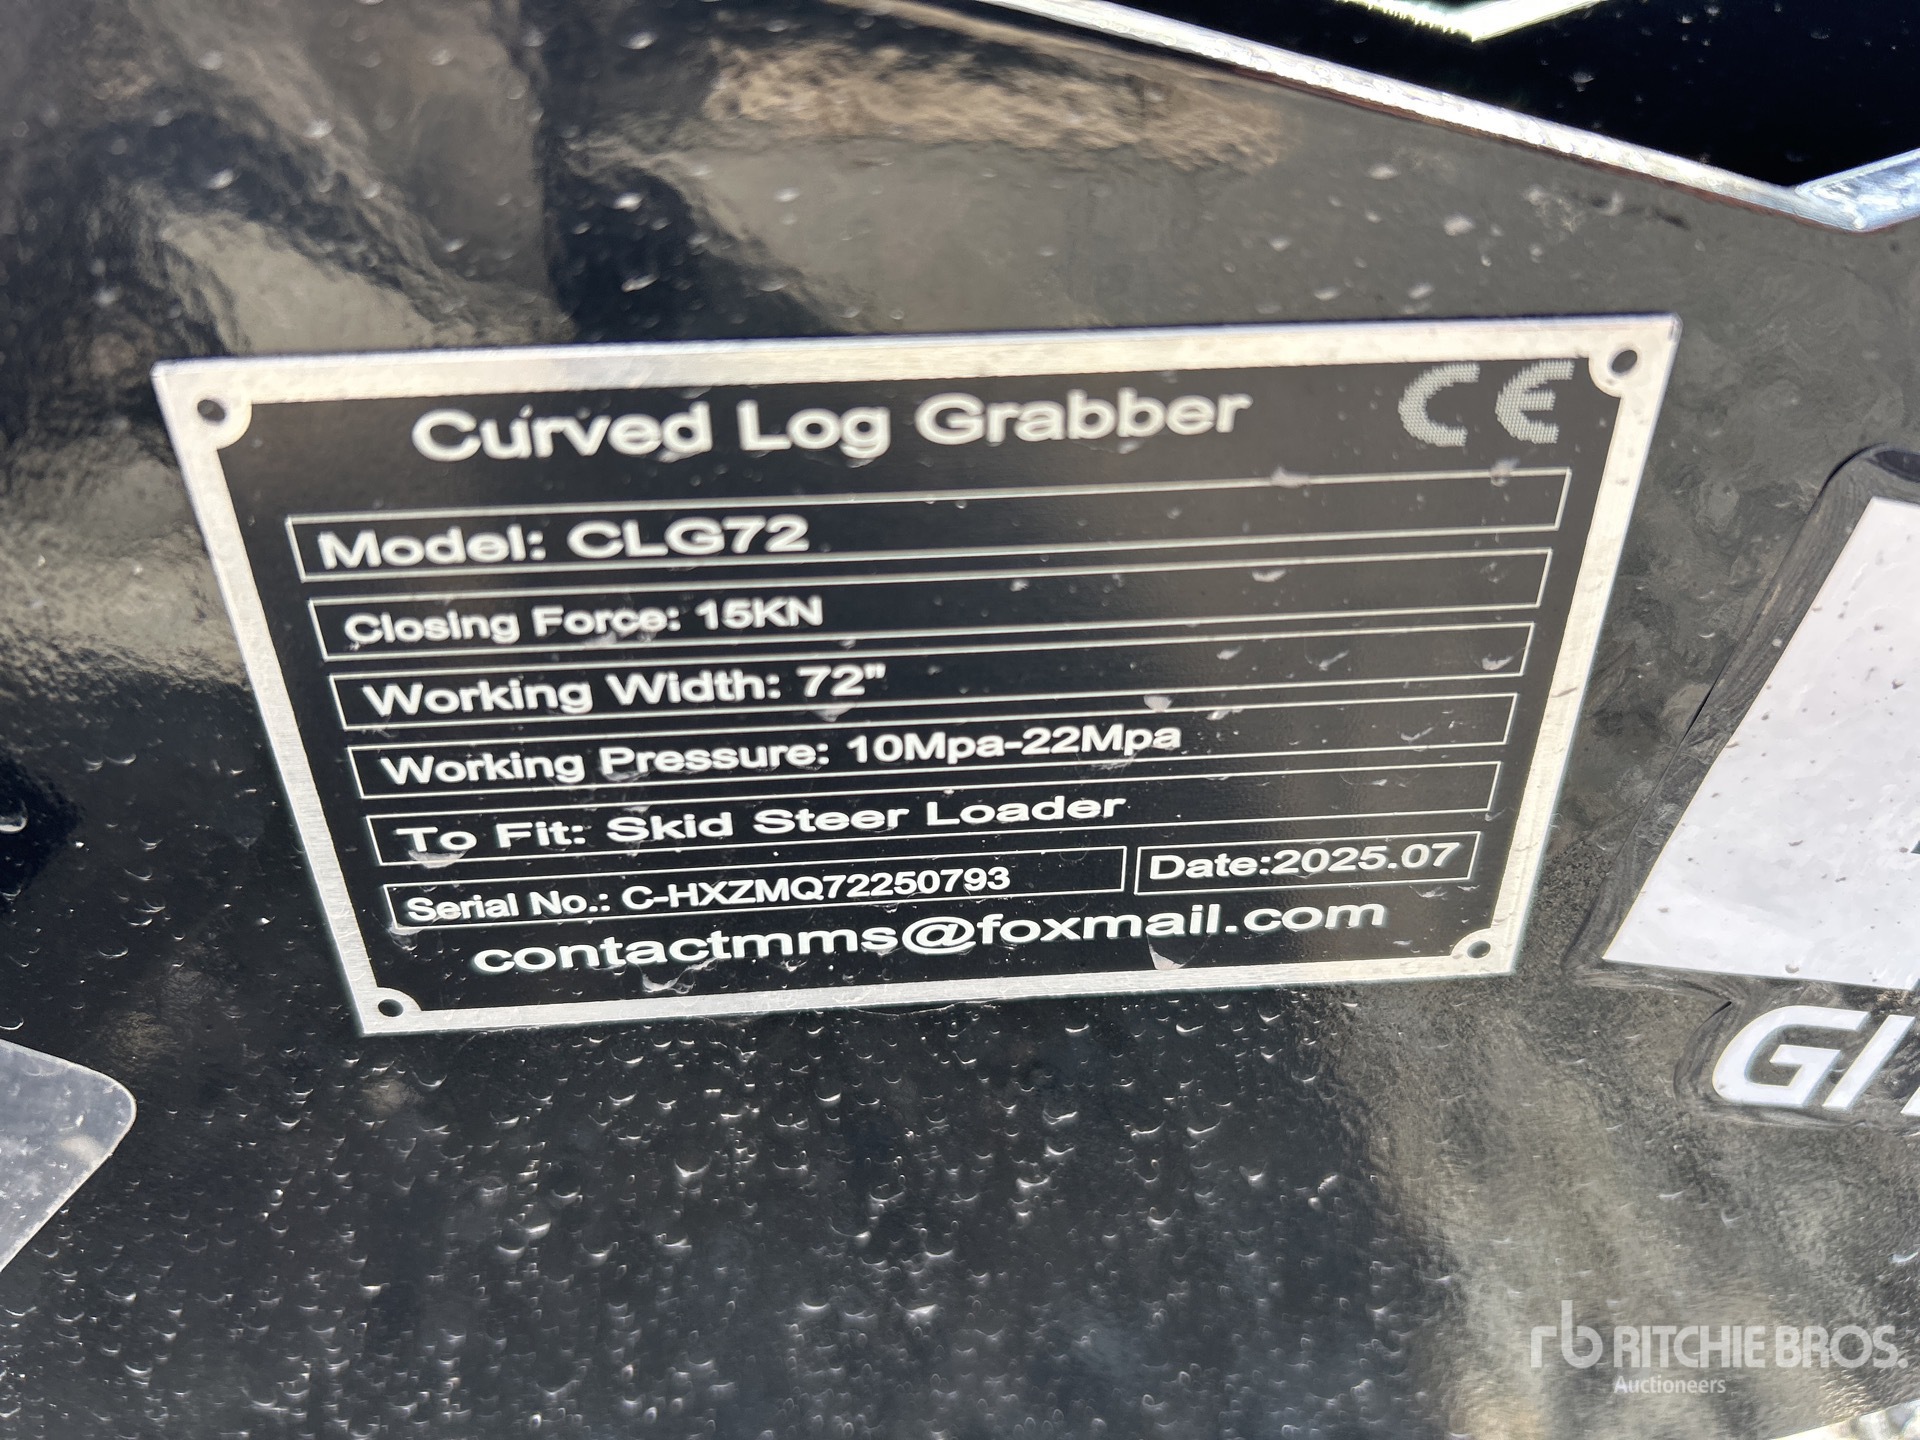 Curved Log Grabber CE
Model: CLG72
Closing Force: 15KN
Working Width: 72"
Working Pressure: 10Mpa-22Mpa
To Fit: Skid Steer Loader
Serial No.: C-HXZMQ72250793 Date:2025.07
contactmms@foxmail.com
rb RITCHIE BROS.
Auctioneers